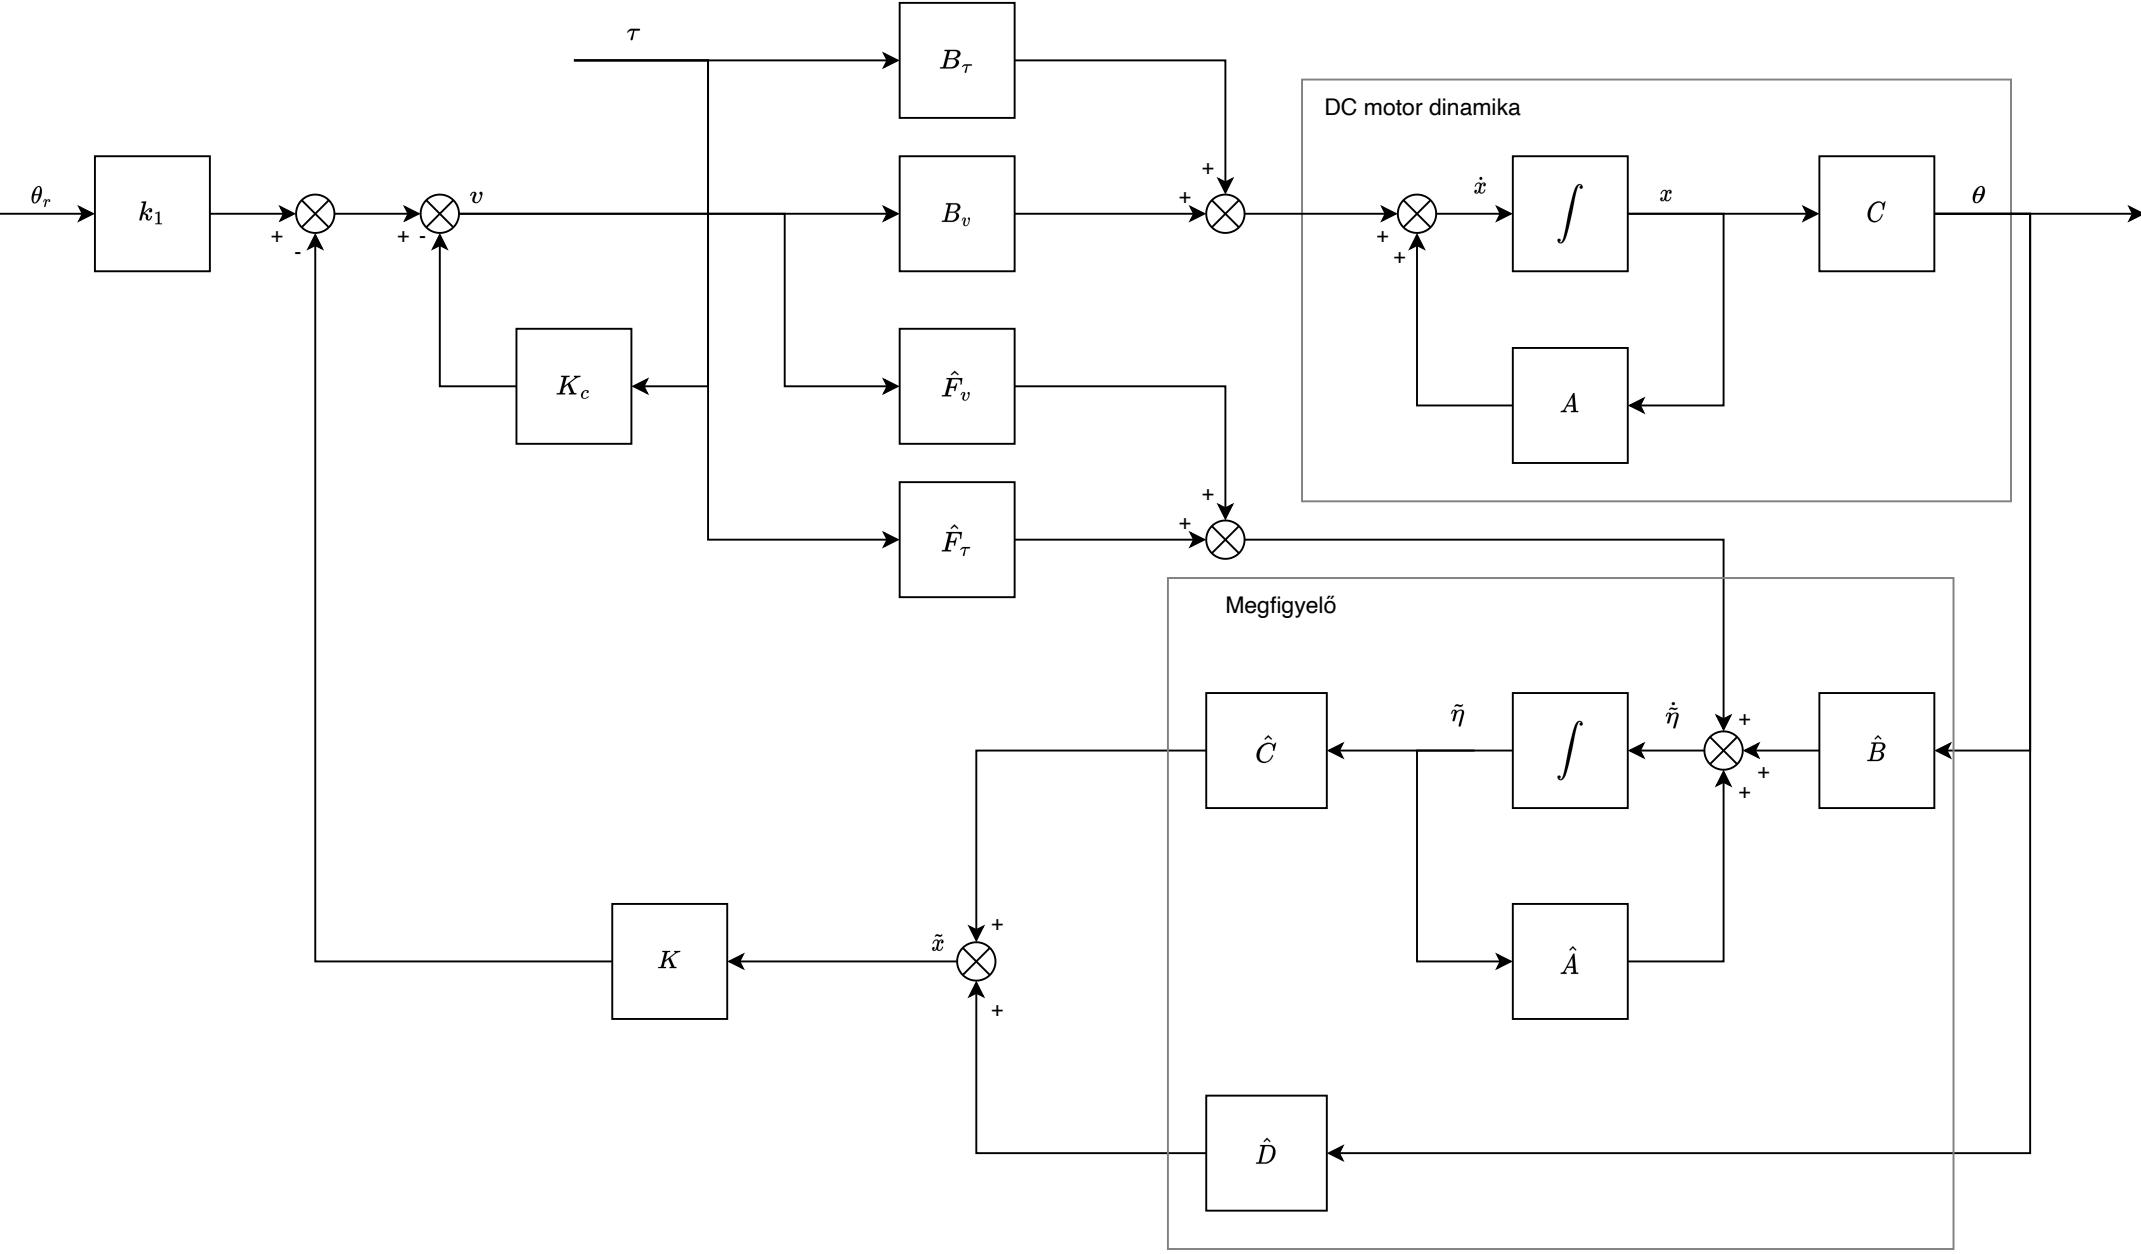 τ
B_τ
DC motor dinamika
θ_r
k_1
+
-
+
-
v
B_v
+
+
+
+
ẋ
∫
x
C
θ
K_c
F̂_v
A
F̂_τ
+
+
Megfigyelő
Ĉ
η̃
∫
η̃̇
+
+
+
B̂
K
x̃
+
+
Â
D̂